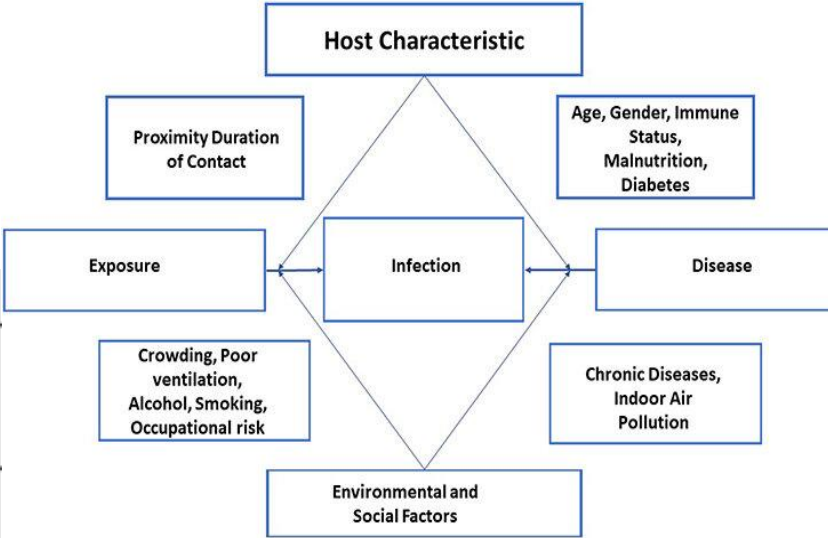 Host Characteristic
Proximity Duration
of Contact
Age, Gender, Immune
Status,
Malnutrition,
Diabetes
Exposure
Infection
Disease
Crowding, Poor
ventilation,
Alcohol, Smoking,
Occupational risk
Chronic Diseases,
Indoor Air
Pollution
Environmental and
Social Factors